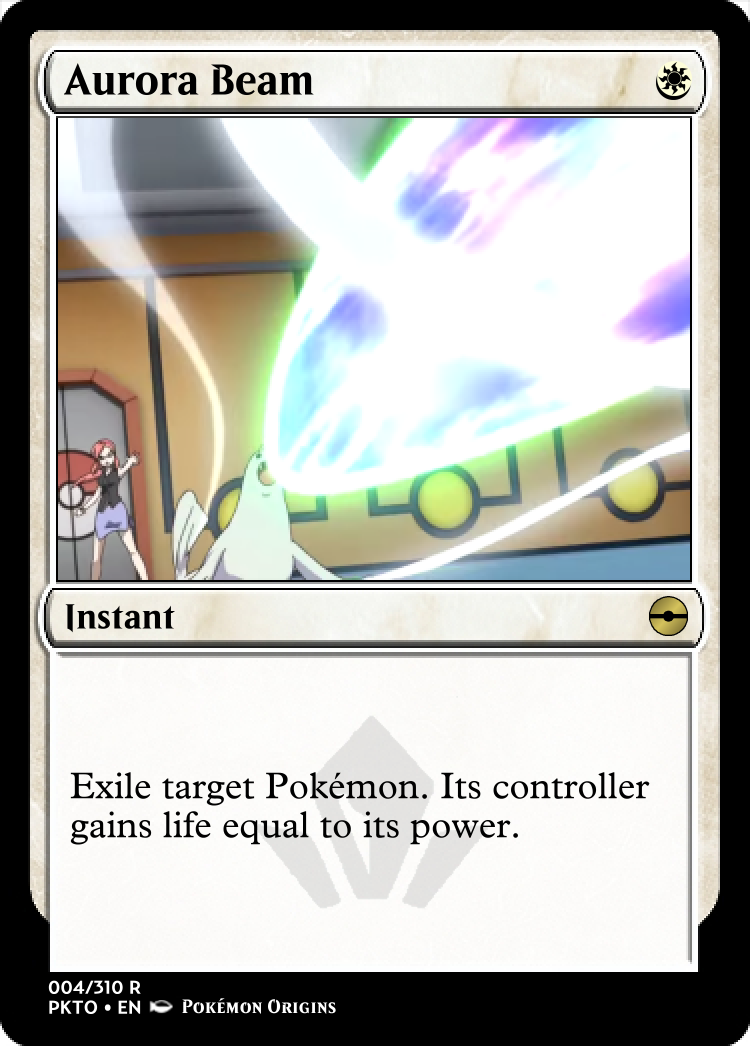 Aurora Beam
Instant
Exile target Pokémon. Its controller
gains life equal to its power.
004/310 R
PKTO • EN Pokémon Origins